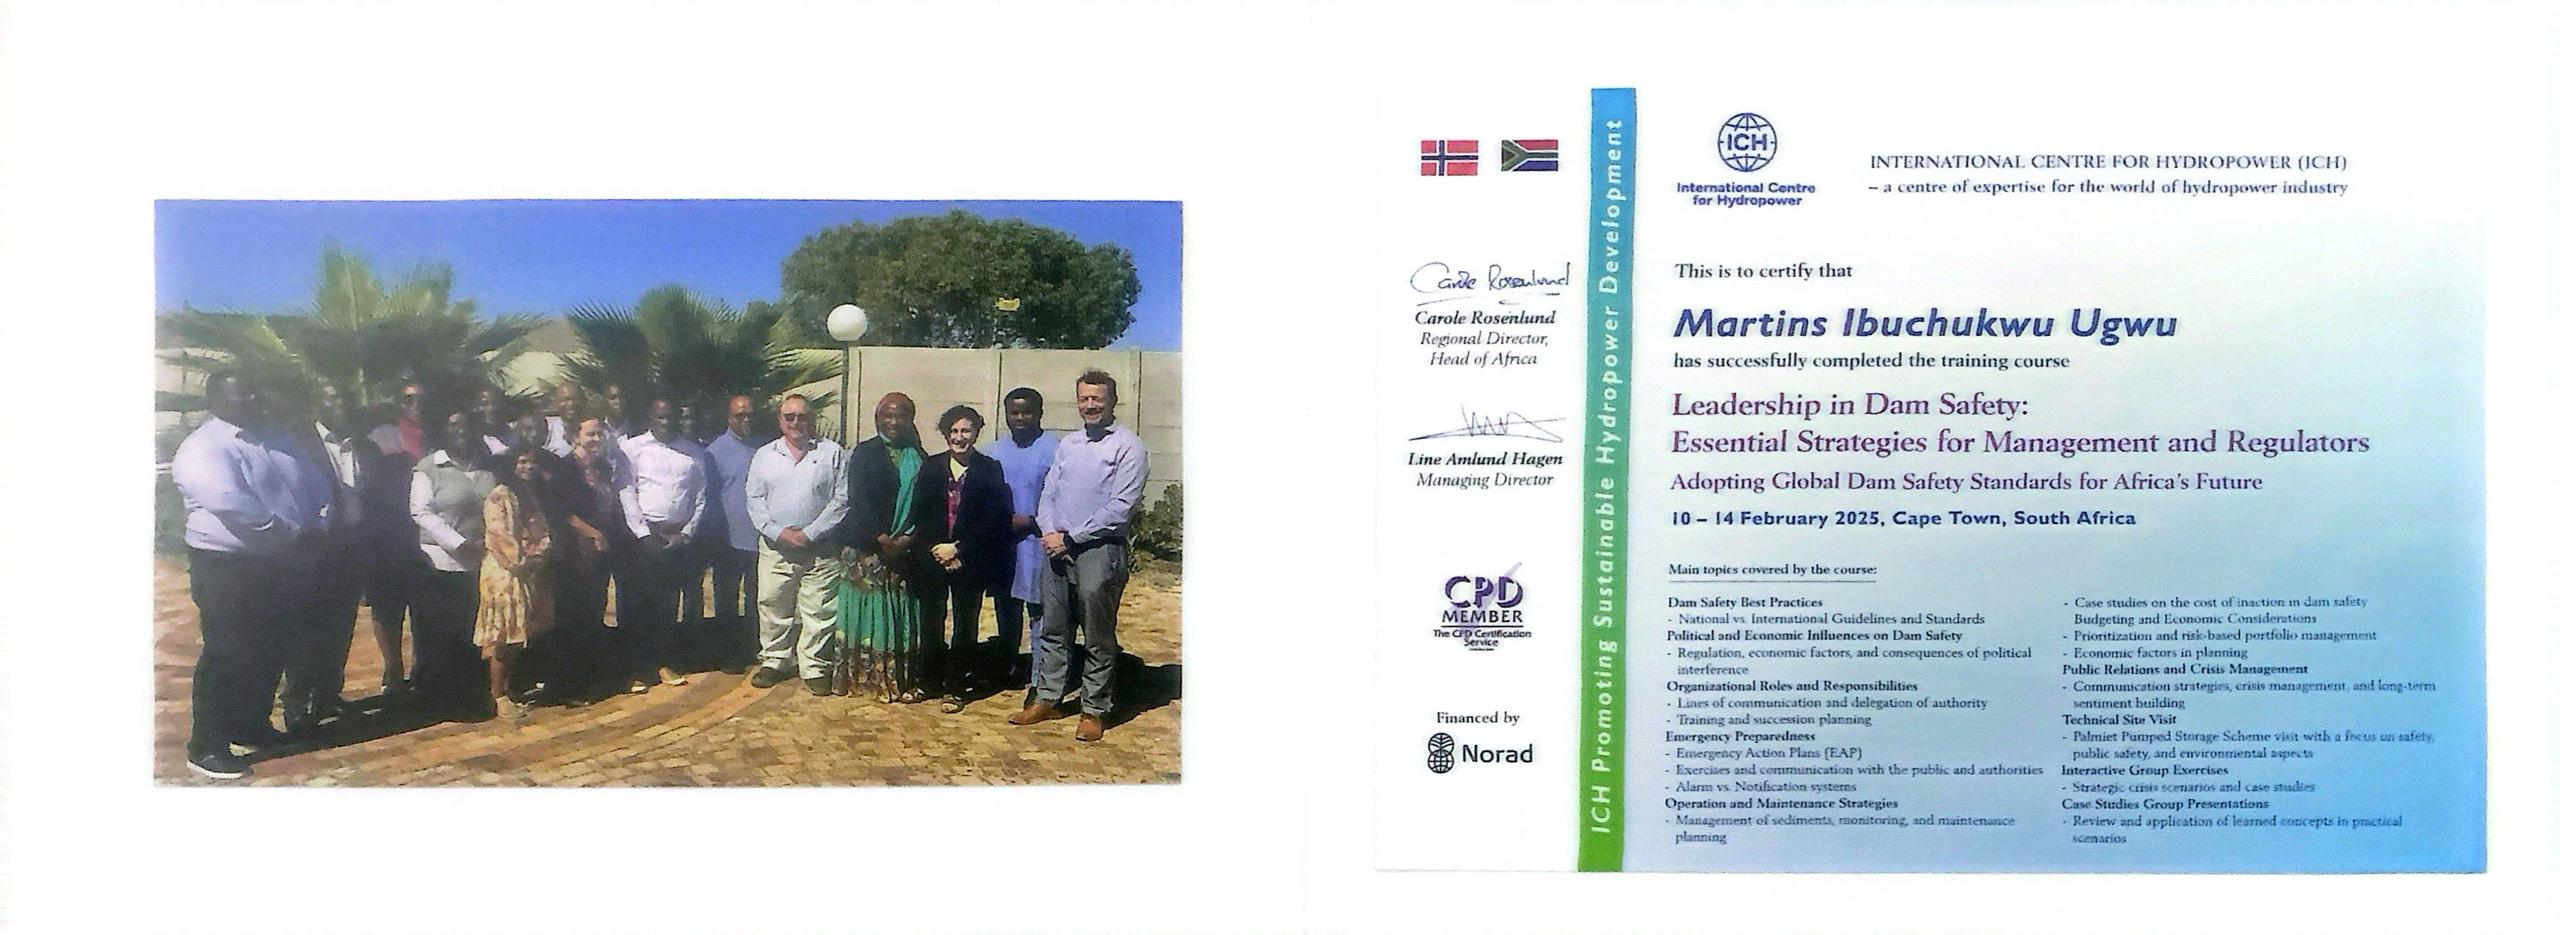 Carole Rosenlund
Carole Rosenlund
Regional Director,
Head of Africa
Line Amlund Hagen
Managing Director
CPD
MEMBER
The CPD Certification
Service
Financed by
Norad
ICH Promoting Sustainable Hydropower Development
ICH
International Centre
for Hydropower
INTERNATIONAL CENTRE FOR HYDROPOWER (ICH)
– a centre of expertise for the world of hydropower industry
This is to certify that
Martins Ibuchukwu Ugwu
has successfully completed the training course
Leadership in Dam Safety:
Essential Strategies for Management and Regulators
Adopting Global Dam Safety Standards for Africa's Future
10 – 14 February 2025, Cape Town, South Africa
Main topics covered by the course:
Dam Safety Best Practices
- National vs. International Guidelines and Standards
Political and Economic Influences on Dam Safety
- Regulation, economic factors, and consequences of political
interference
Organizational Roles and Responsibilities
- Lines of communication and delegation of authority
- Training and succession planning
Emergency Preparedness
- Emergency Action Plans (EAP)
- Exercises and communication with the public and authorities
- Alarm vs. Notification systems
Operation and Maintenance Strategies
- Management of sediments, monitoring, and maintenance
planning
- Case studies on the cost of inaction in dam safety
Budgeting and Economic Considerations
- Prioritization and risk-based portfolio management
- Economic factors in planning
Public Relations and Crisis Management
- Communication strategies, crisis management, and long-term
sentiment building
Technical Site Visit
- Palmiet Pumped Storage Scheme visit with a focus on safety,
public safety, and environmental aspects
Interactive Group Exercises
- Strategic crisis scenarios and case studies
Case Studies Group Presentations
- Review and application of learned concepts in practical
scenarios